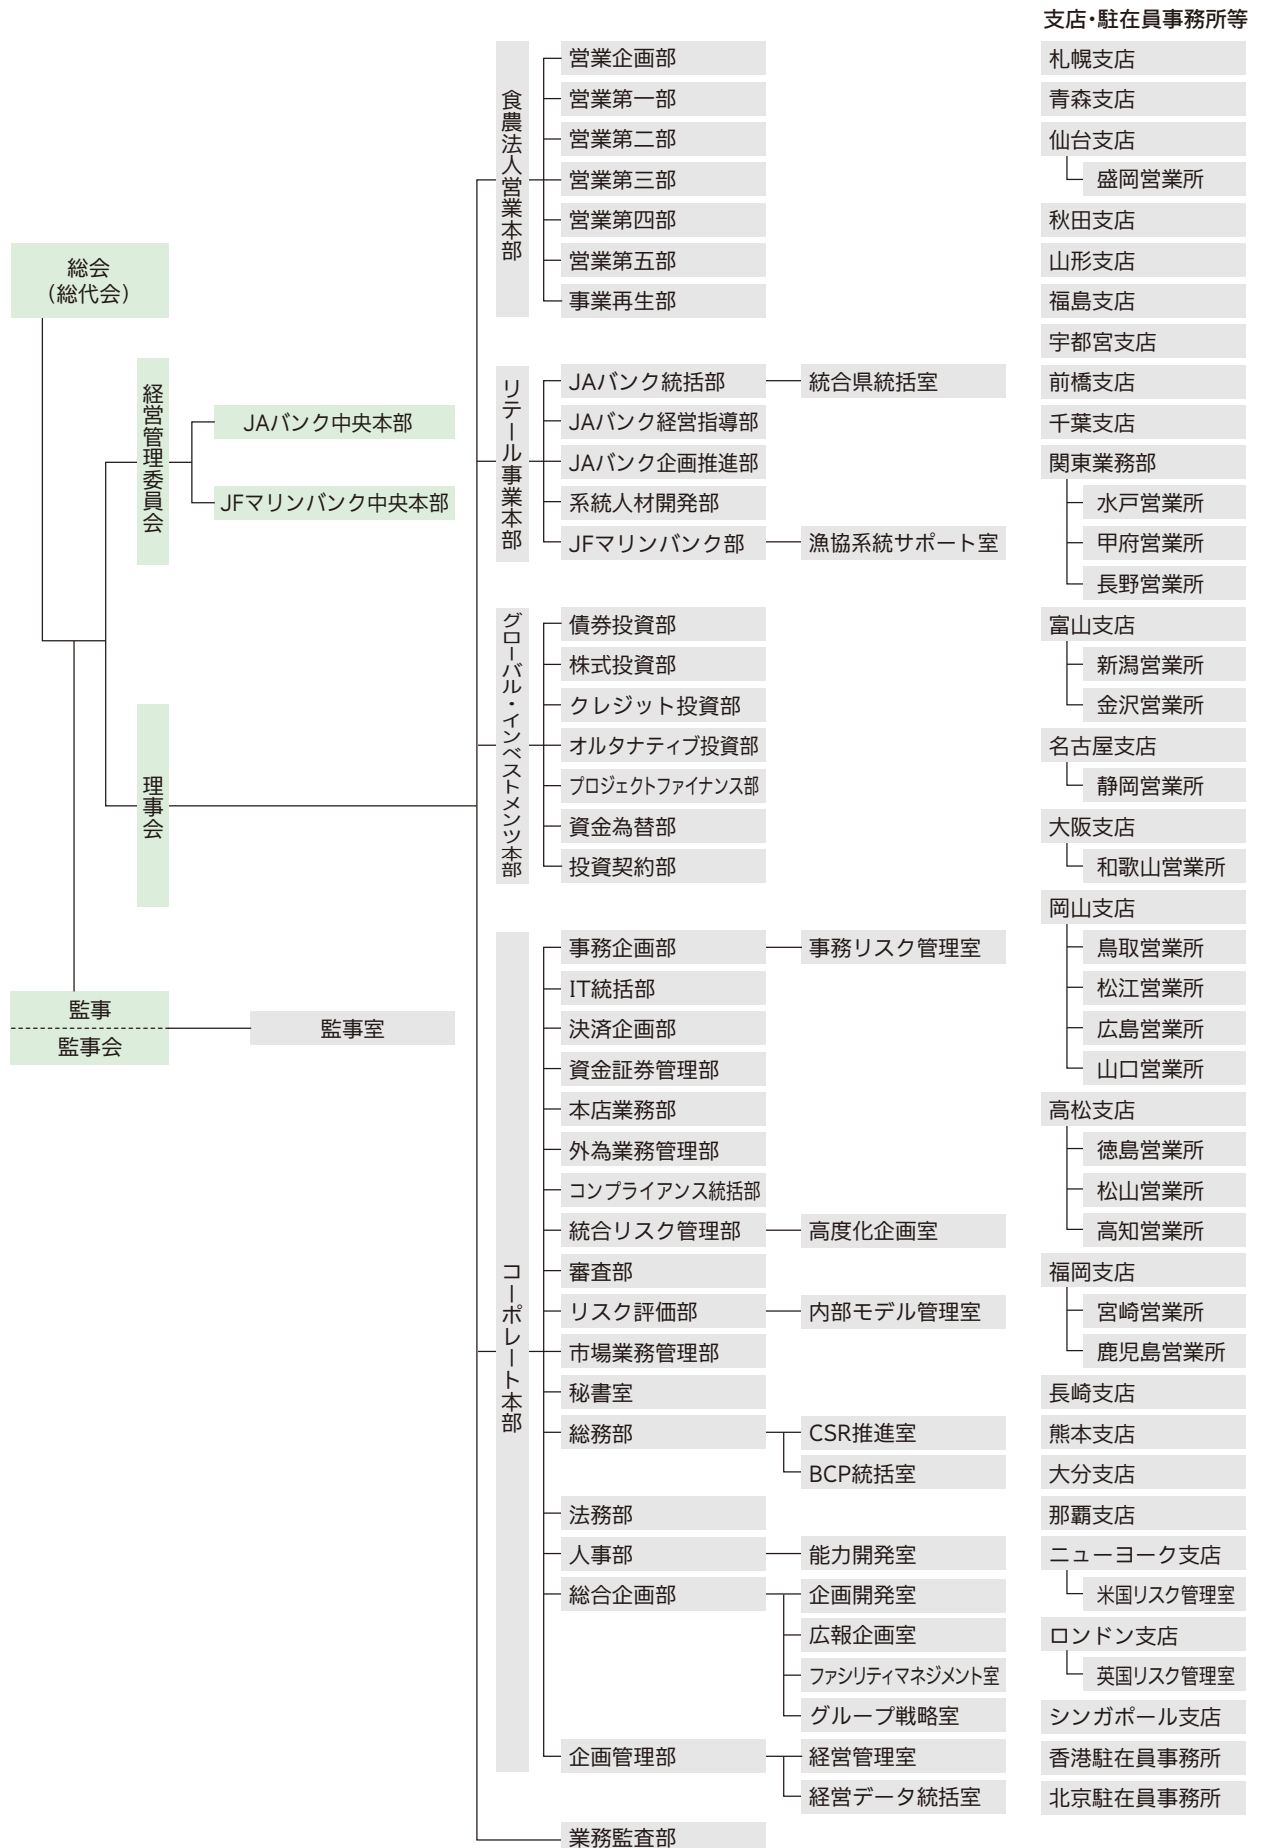 総会
（総代会）
経営管理委員会
JAバンク中央本部
JFマリンバンク中央本部
理事会
監事
監事会
監事室
食農法人営業本部
営業企画部
営業第一部
営業第二部
営業第三部
営業第四部
営業第五部
事業再生部
リテール事業本部
JAバンク統括部
統合県統括室
JAバンク経営指導部
JAバンク企画推進部
系統人材開発部
JFマリンバンク部
漁協系統サポート室
グローバル・インベストメンツ本部
債券投資部
株式投資部
クレジット投資部
オルタナティブ投資部
プロジェクトファイナンス部
資金為替部
投資契約部
コーポレート本部
事務企画部
事務リスク管理室
IT統括部
決済企画部
資金証券管理部
本店業務部
外為業務管理部
コンプライアンス統括部
統合リスク管理部
高度化企画室
審査部
リスク評価部
内部モデル管理室
市場業務管理部
秘書室
総務部
CSR推進室
BCP統括室
法務部
人事部
能力開発室
総合企画部
企画開発室
広報企画室
ファシリティマネジメント室
グループ戦略室
企画管理部
経営管理室
経営データ統括室
業務監査部
支店・駐在員事務所等
札幌支店
青森支店
仙台支店
盛岡営業所
秋田支店
山形支店
福島支店
宇都宮支店
前橋支店
千葉支店
関東業務部
水戸営業所
甲府営業所
長野営業所
富山支店
新潟営業所
金沢営業所
名古屋支店
静岡営業所
大阪支店
和歌山営業所
岡山支店
鳥取営業所
松江営業所
広島営業所
山口営業所
高松支店
徳島営業所
松山営業所
高知営業所
福岡支店
宮崎営業所
鹿児島営業所
長崎支店
熊本支店
大分支店
那覇支店
ニューヨーク支店
米国リスク管理室
ロンドン支店
英国リスク管理室
シンガポール支店
香港駐在員事務所
北京駐在員事務所